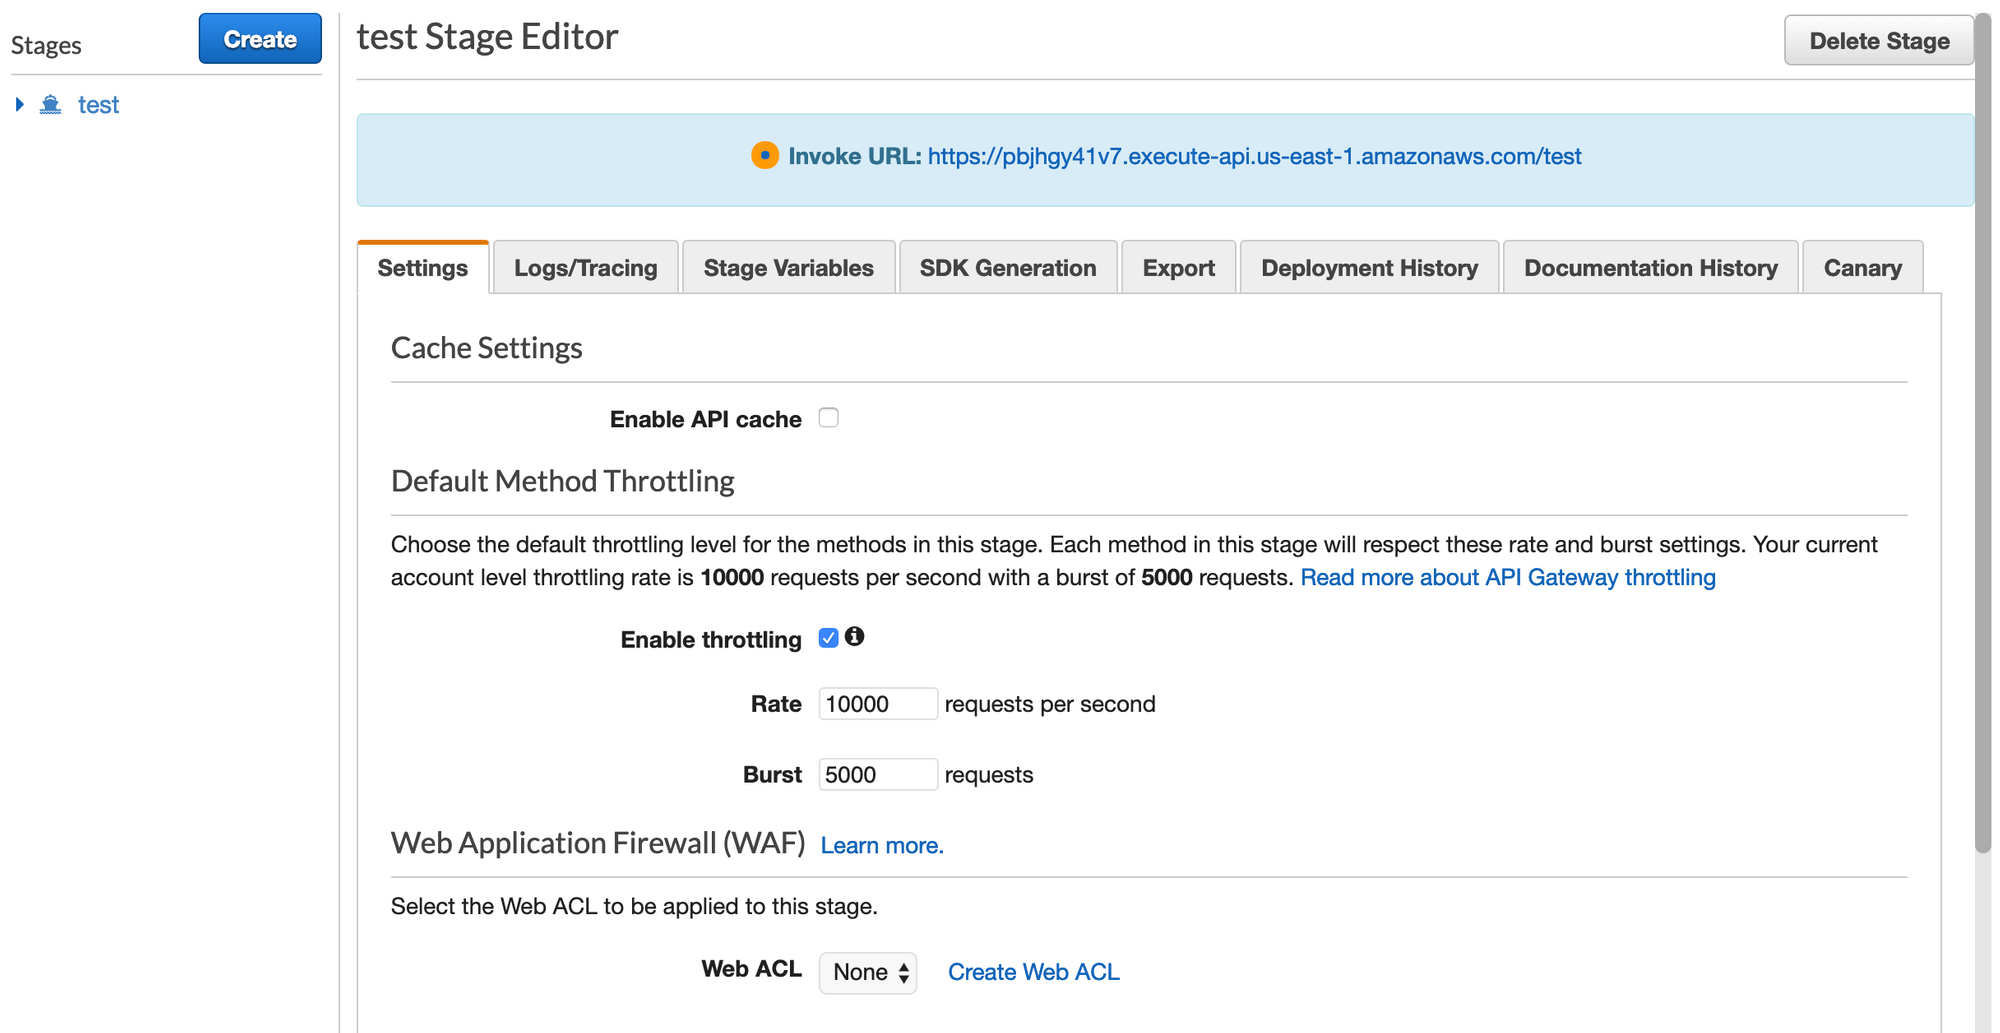 Stages
Create
test
test Stage Editor
Delete Stage
Invoke URL: https://pbjhgy41v7.execute-api.us-east-1.amazonaws.com/test
Settings
Logs/Tracing
Stage Variables
SDK Generation
Export
Deployment History
Documentation History
Canary
Cache Settings
Enable API cache
Default Method Throttling
Choose the default throttling level for the methods in this stage. Each method in this stage will respect these rate and burst settings. Your current
account level throttling rate is 10000 requests per second with a burst of 5000 requests. Read more about API Gateway throttling
Enable throttling
Rate 10000 requests per second
Burst 5000 requests
Web Application Firewall (WAF) Learn more.
Select the Web ACL to be applied to this stage.
Web ACL None Create Web ACL